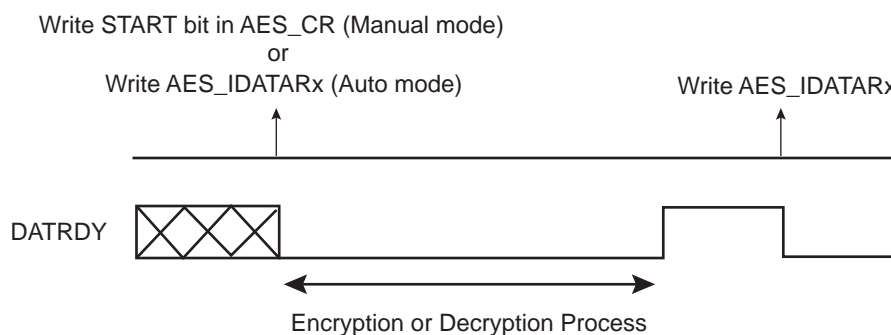 Write START bit in AES_CR (Manual mode)
or
Write AES_IDATARx (Auto mode)
Write AES_IDATARx
DATRDY
Encryption or Decryption Process